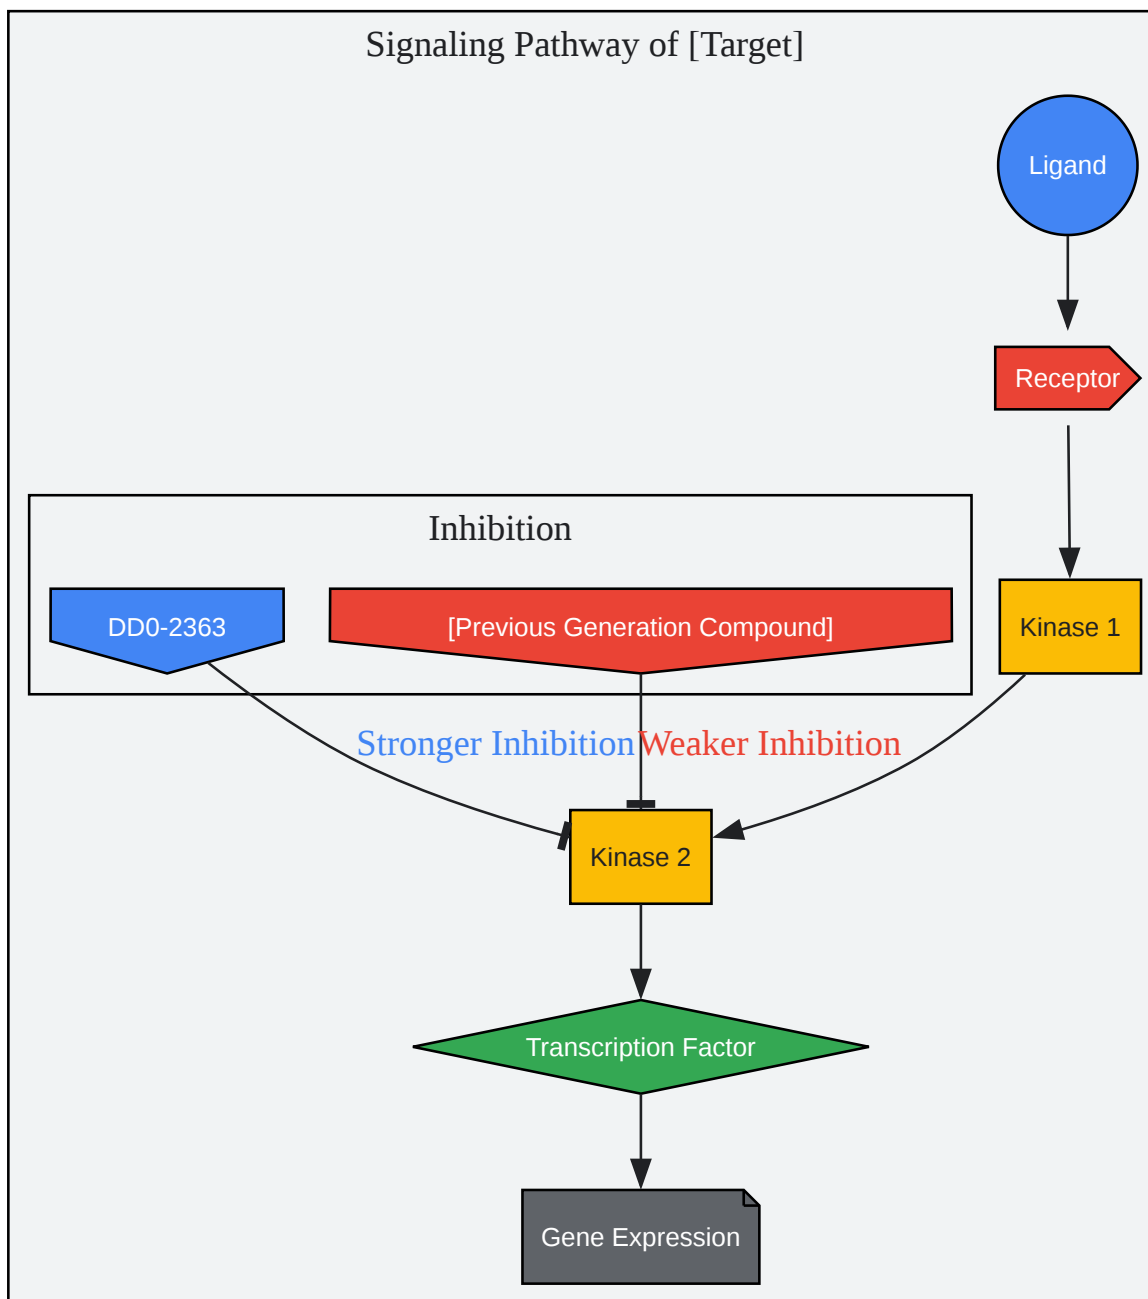 Signaling Pathway of [Target]
Ligand
Receptor
Inhibition
DD0-2363
[Previous Generation Compound]
Kinase 1
Stronger Inhibition
Weaker Inhibition
Kinase 2
Transcription Factor
Gene Expression